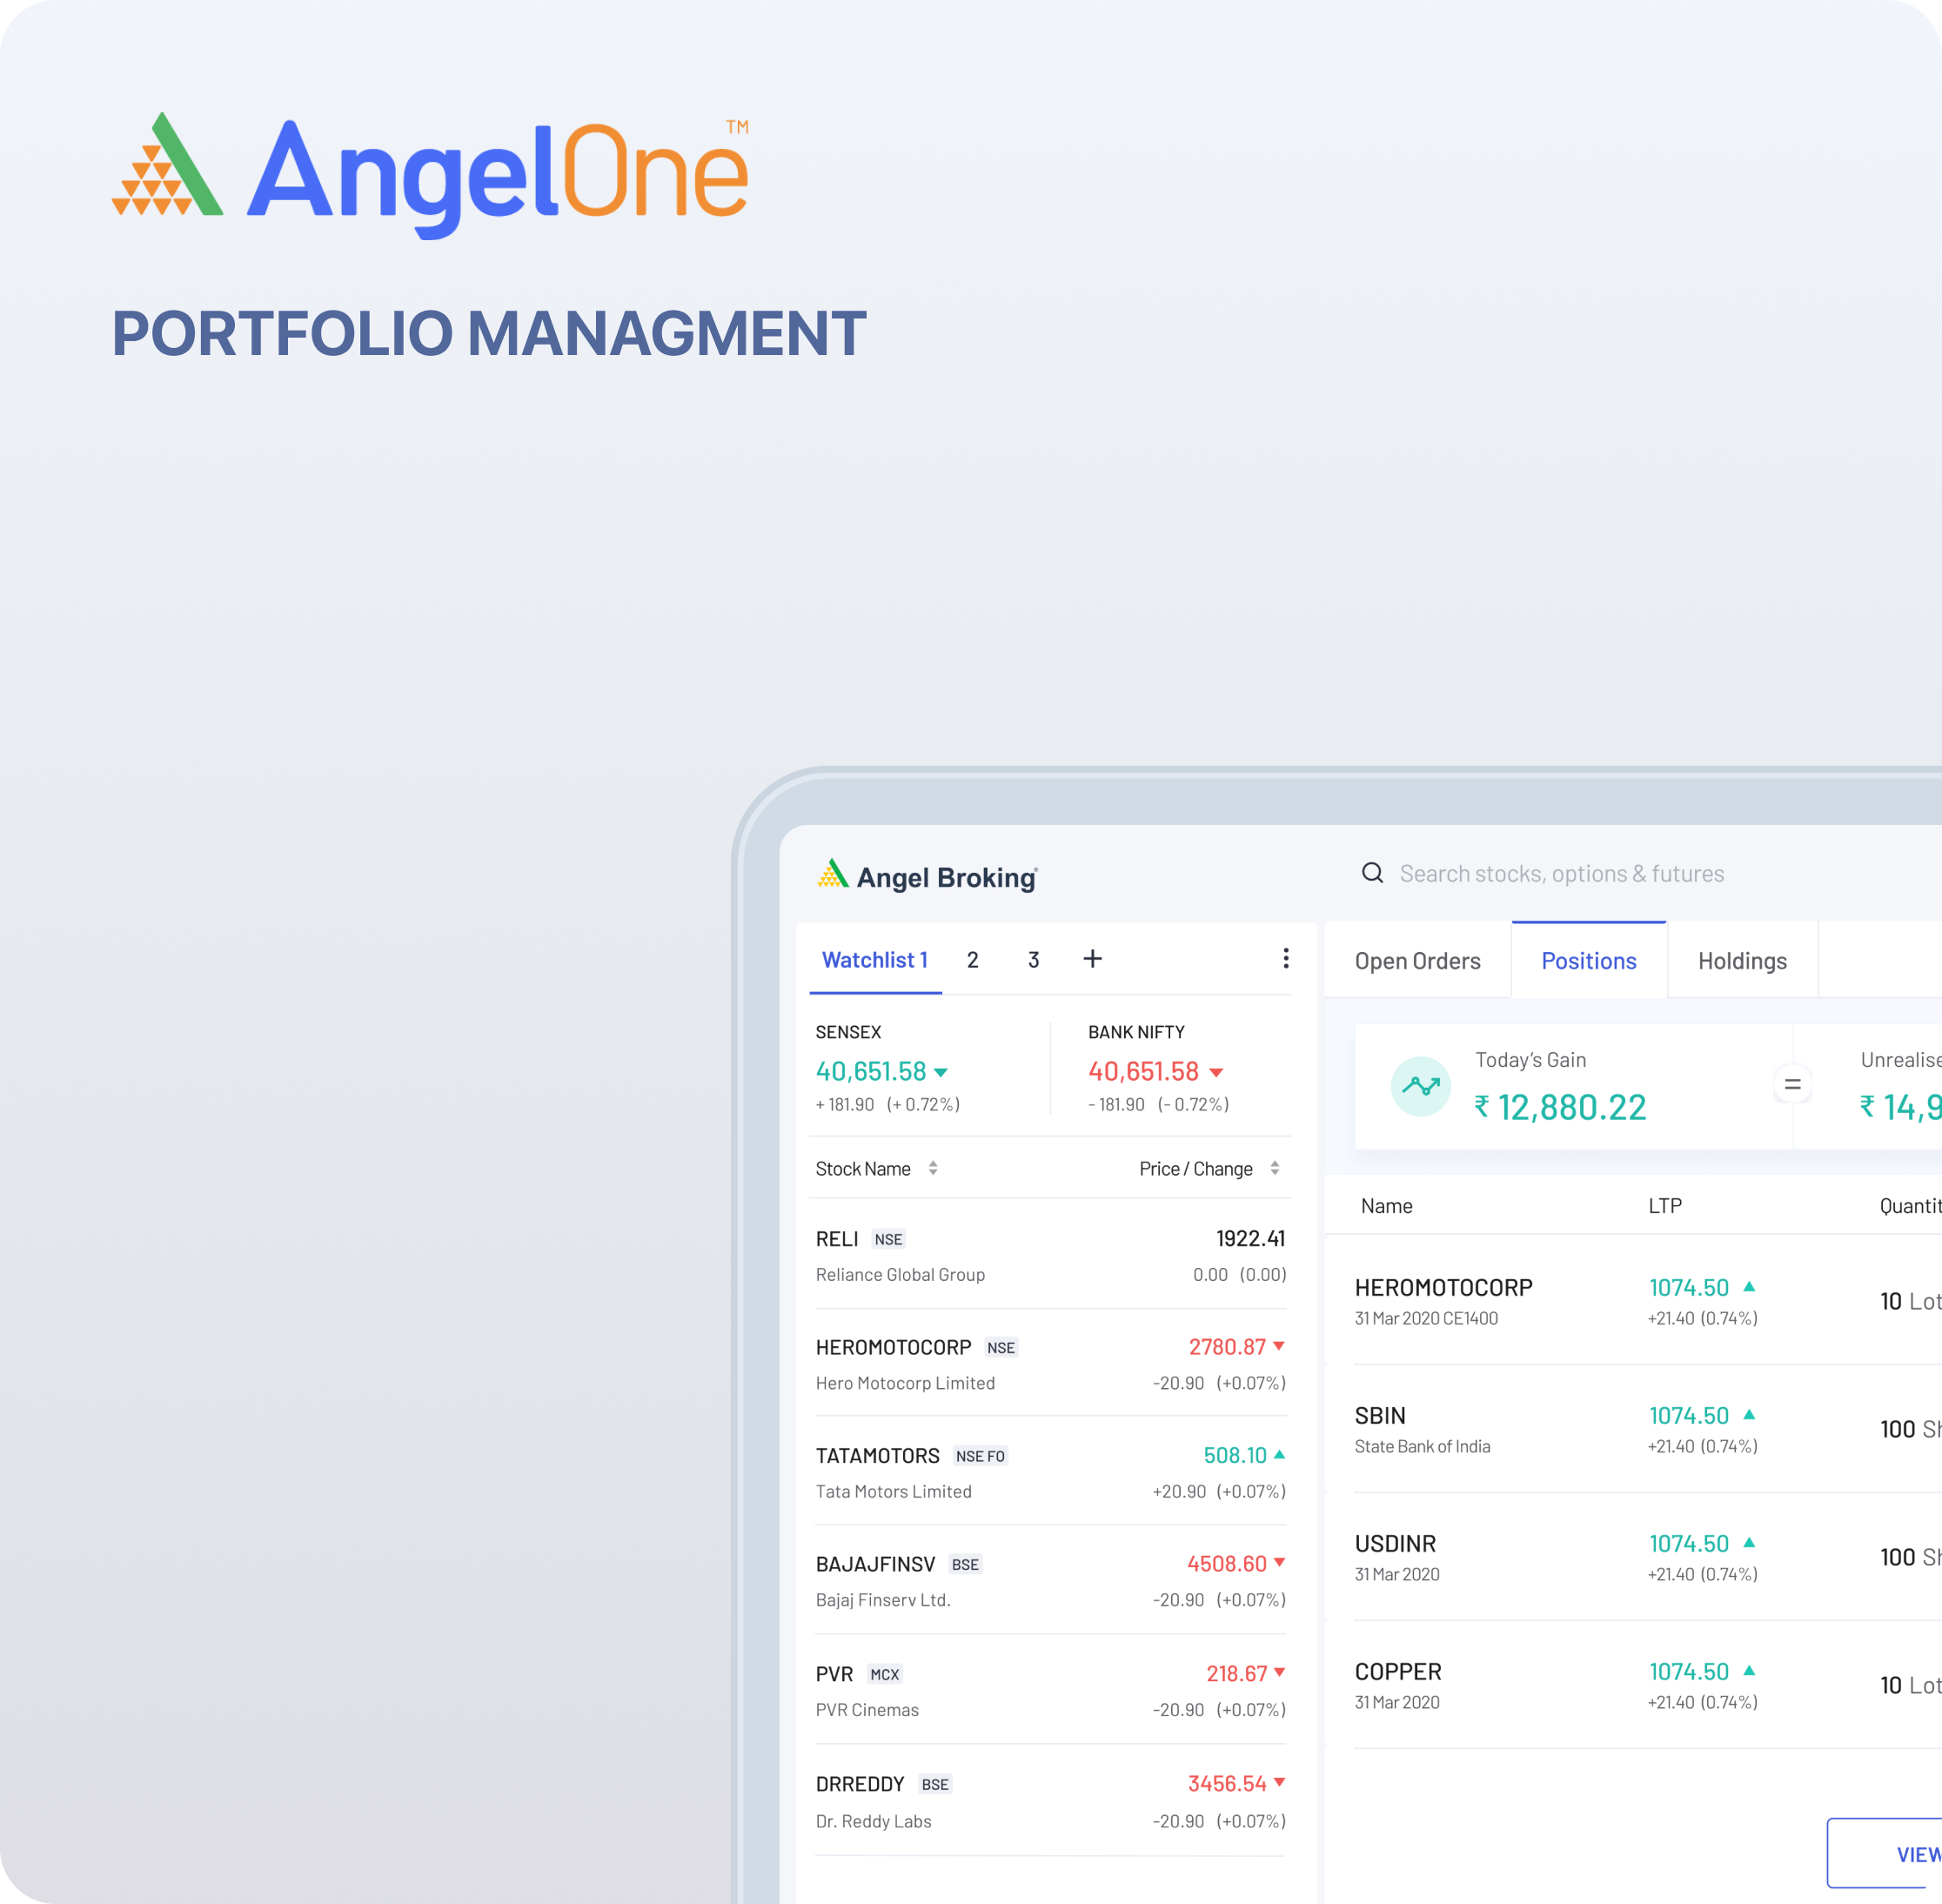 AngelOne™
PORTFOLIO MANAGMENT
Angel Broking
Search stocks, options & futures
Watchlist 1 2 3 +
SENSEX
40,651.58
+ 181.90 (+ 0.72%)
BANK NIFTY
40,651.58
- 181.90 (- 0.72%)
Stock Name Price / Change
RELI NSE 1922.41
Reliance Global Group 0.00 (0.00)
HEROMOTOCORP NSE 2780.87
Hero Motocorp Limited -20.90 (+0.07%)
TATAMOTORS NSE FO 508.10
Tata Motors Limited +20.90 (+0.07%)
BAJAJFINSV BSE 4508.60
Bajaj Finserv Ltd. -20.90 (+0.07%)
PVR MCX 218.67
PVR Cinemas -20.90 (+0.07%)
DRREDDY BSE 3456.54
Dr. Reddy Labs -20.90 (+0.07%)
Open Orders Positions Holdings
Today's Gain
₹ 12,880.22
=
Unrealise
₹ 14,9
Name LTP Quantit
HEROMOTOCORP 1074.50 10 Lot
31 Mar 2020 CE1400 +21.40 (0.74%)
SBIN 1074.50 100 Sh
State Bank of India +21.40 (0.74%)
USDINR 1074.50 100 Sh
31 Mar 2020 +21.40 (0.74%)
COPPER 1074.50 10 Lot
31 Mar 2020 +21.40 (0.74%)
VIEW